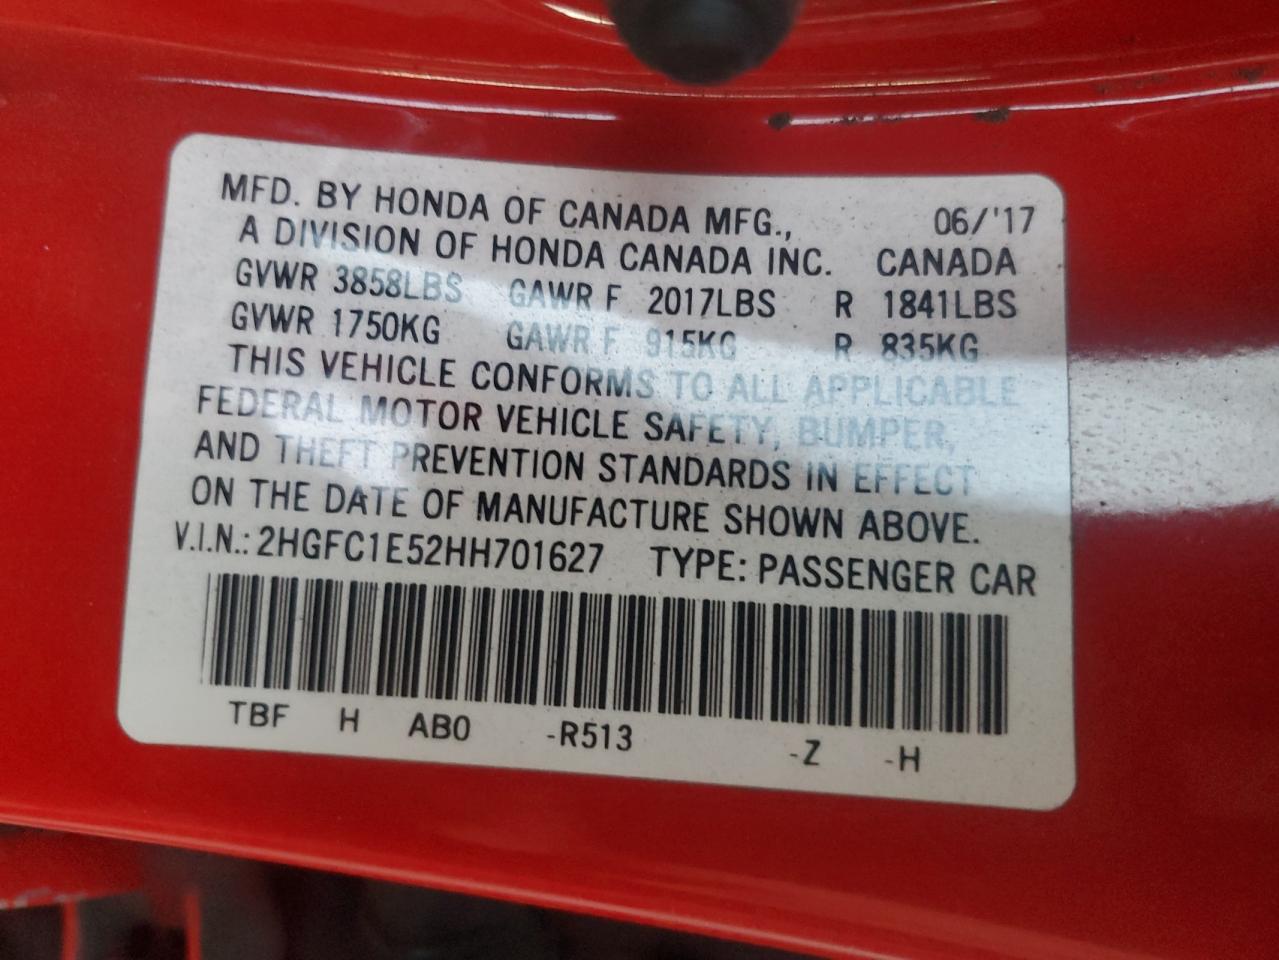 MFD. BY HONDA OF CANADA MFG., 06/'17
A DIVISION OF HONDA CANADA INC. CANADA
GVWR 3858LBS GAWR F 2017LBS R 1841LBS
GVWR 1750KG GAWR F 915KG R 835KG
THIS VEHICLE CONFORMS TO ALL APPLICABLE
FEDERAL MOTOR VEHICLE SAFETY, BUMPER,
AND THEFT PREVENTION STANDARDS IN EFFECT
ON THE DATE OF MANUFACTURE SHOWN ABOVE.
V.I.N.: 2HGFC1E52HH701627 TYPE: PASSENGER CAR
TBF H AB0 -R513 -Z -H